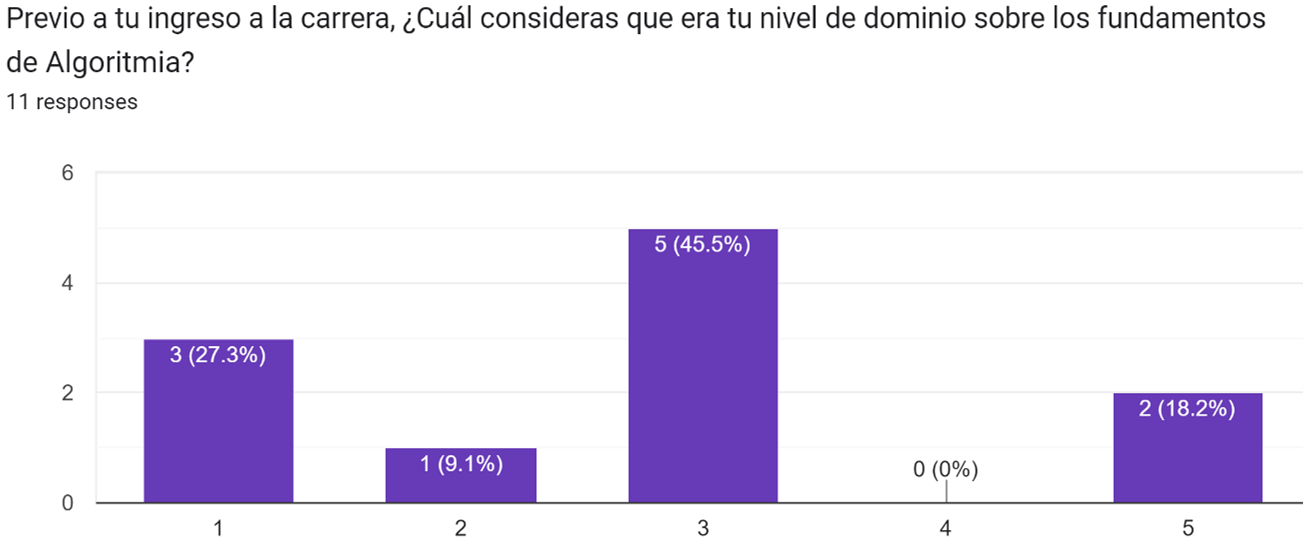 Previo a tu ingreso a la carrera, ¿Cuál consideras que era tu nivel de dominio sobre los fundamentos
de Algoritmia?
11 responses
6
4
2
0
3 (27.3%)
1 (9.1%)
5 (45.5%)
0 (0%)
2 (18.2%)
1 2 3 4 5